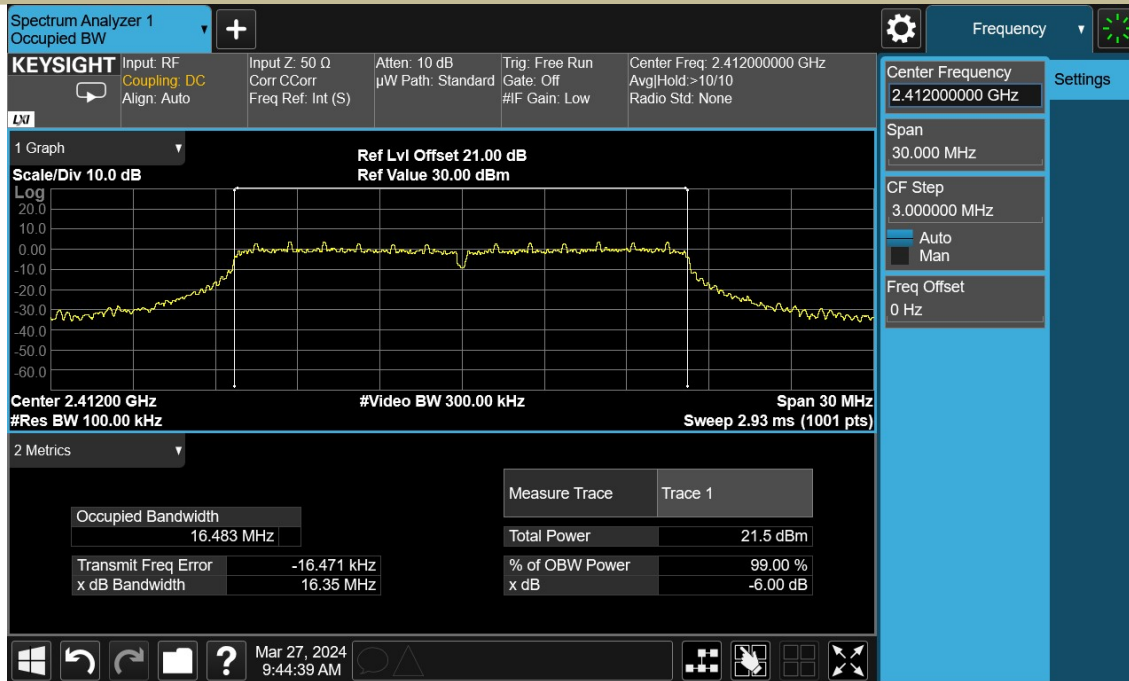 Spectrum Analyzer 1
Occupied BW
+
Frequency
KEYSIGHT
LXI
Input: RF
Coupling: DC
Align: Auto
Input Z: 50 Ω
Corr CCorr
Freq Ref: Int (S)
Atten: 10 dB
µW Path: Standard
Trig: Free Run
Gate: Off
#IF Gain: Low
Center Freq: 2.412000000 GHz
Avg|Hold:>10/10
Radio Std: None
Center Frequency
2.412000000 GHz
Settings
Span
30.000 MHz
CF Step
3.000000 MHz
Auto
Man
Freq Offset
0 Hz
1 Graph
Scale/Div 10.0 dB
Ref Lvl Offset 21.00 dB
Ref Value 30.00 dBm
Log
20.0
10.0
0.00
-10.0
-20.0
-30.0
-40.0
-50.0
-60.0
Center 2.41200 GHz
#Video BW 300.00 kHz
Span 30 MHz
#Res BW 100.00 kHz
Sweep 2.93 ms (1001 pts)
2 Metrics
Measure Trace Trace 1
Occupied Bandwidth
16.483 MHz
Total Power 21.5 dBm
Transmit Freq Error -16.471 kHz
% of OBW Power 99.00 %
x dB Bandwidth 16.35 MHz
x dB -6.00 dB
?
Mar 27, 2024
9:44:39 AM